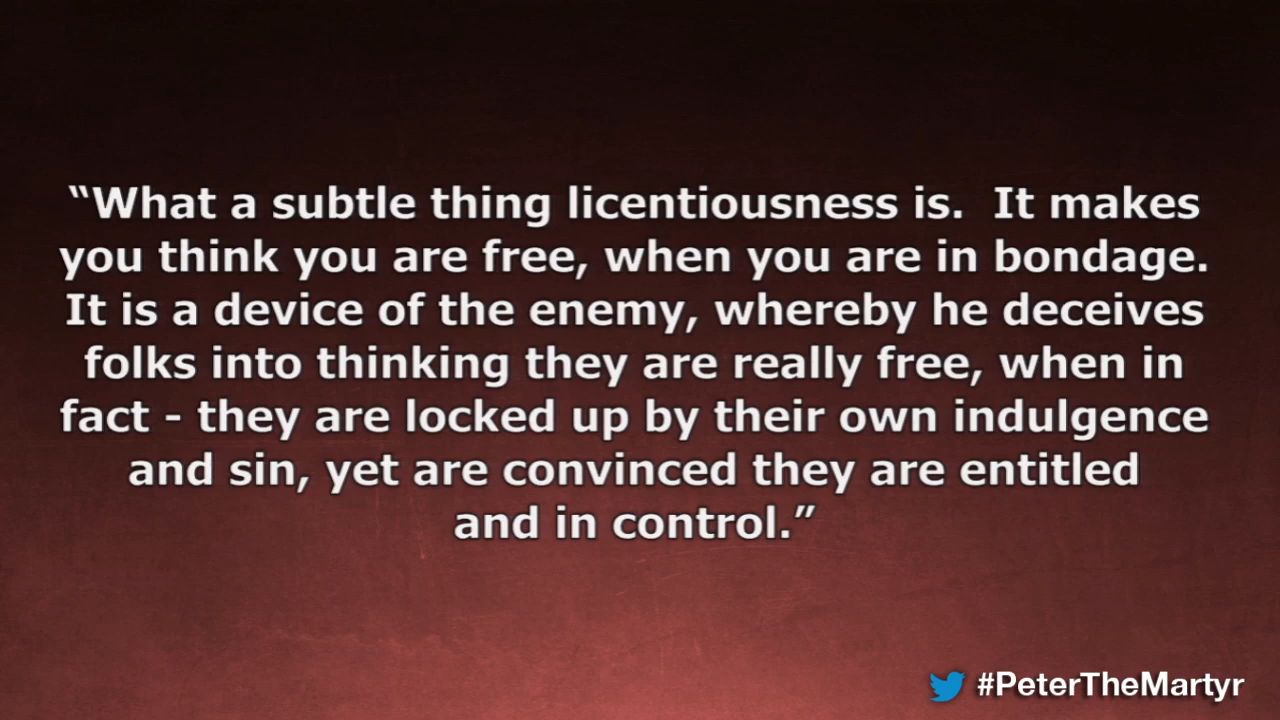 “What a subtle thing licentiousness is.  It makes
you think you are free, when you are in bondage.
It is a device of the enemy, whereby he deceives
folks into thinking they are really free, when in
fact - they are locked up by their own indulgence
and sin, yet are convinced they are entitled
and in control.”
#PeterTheMartyr